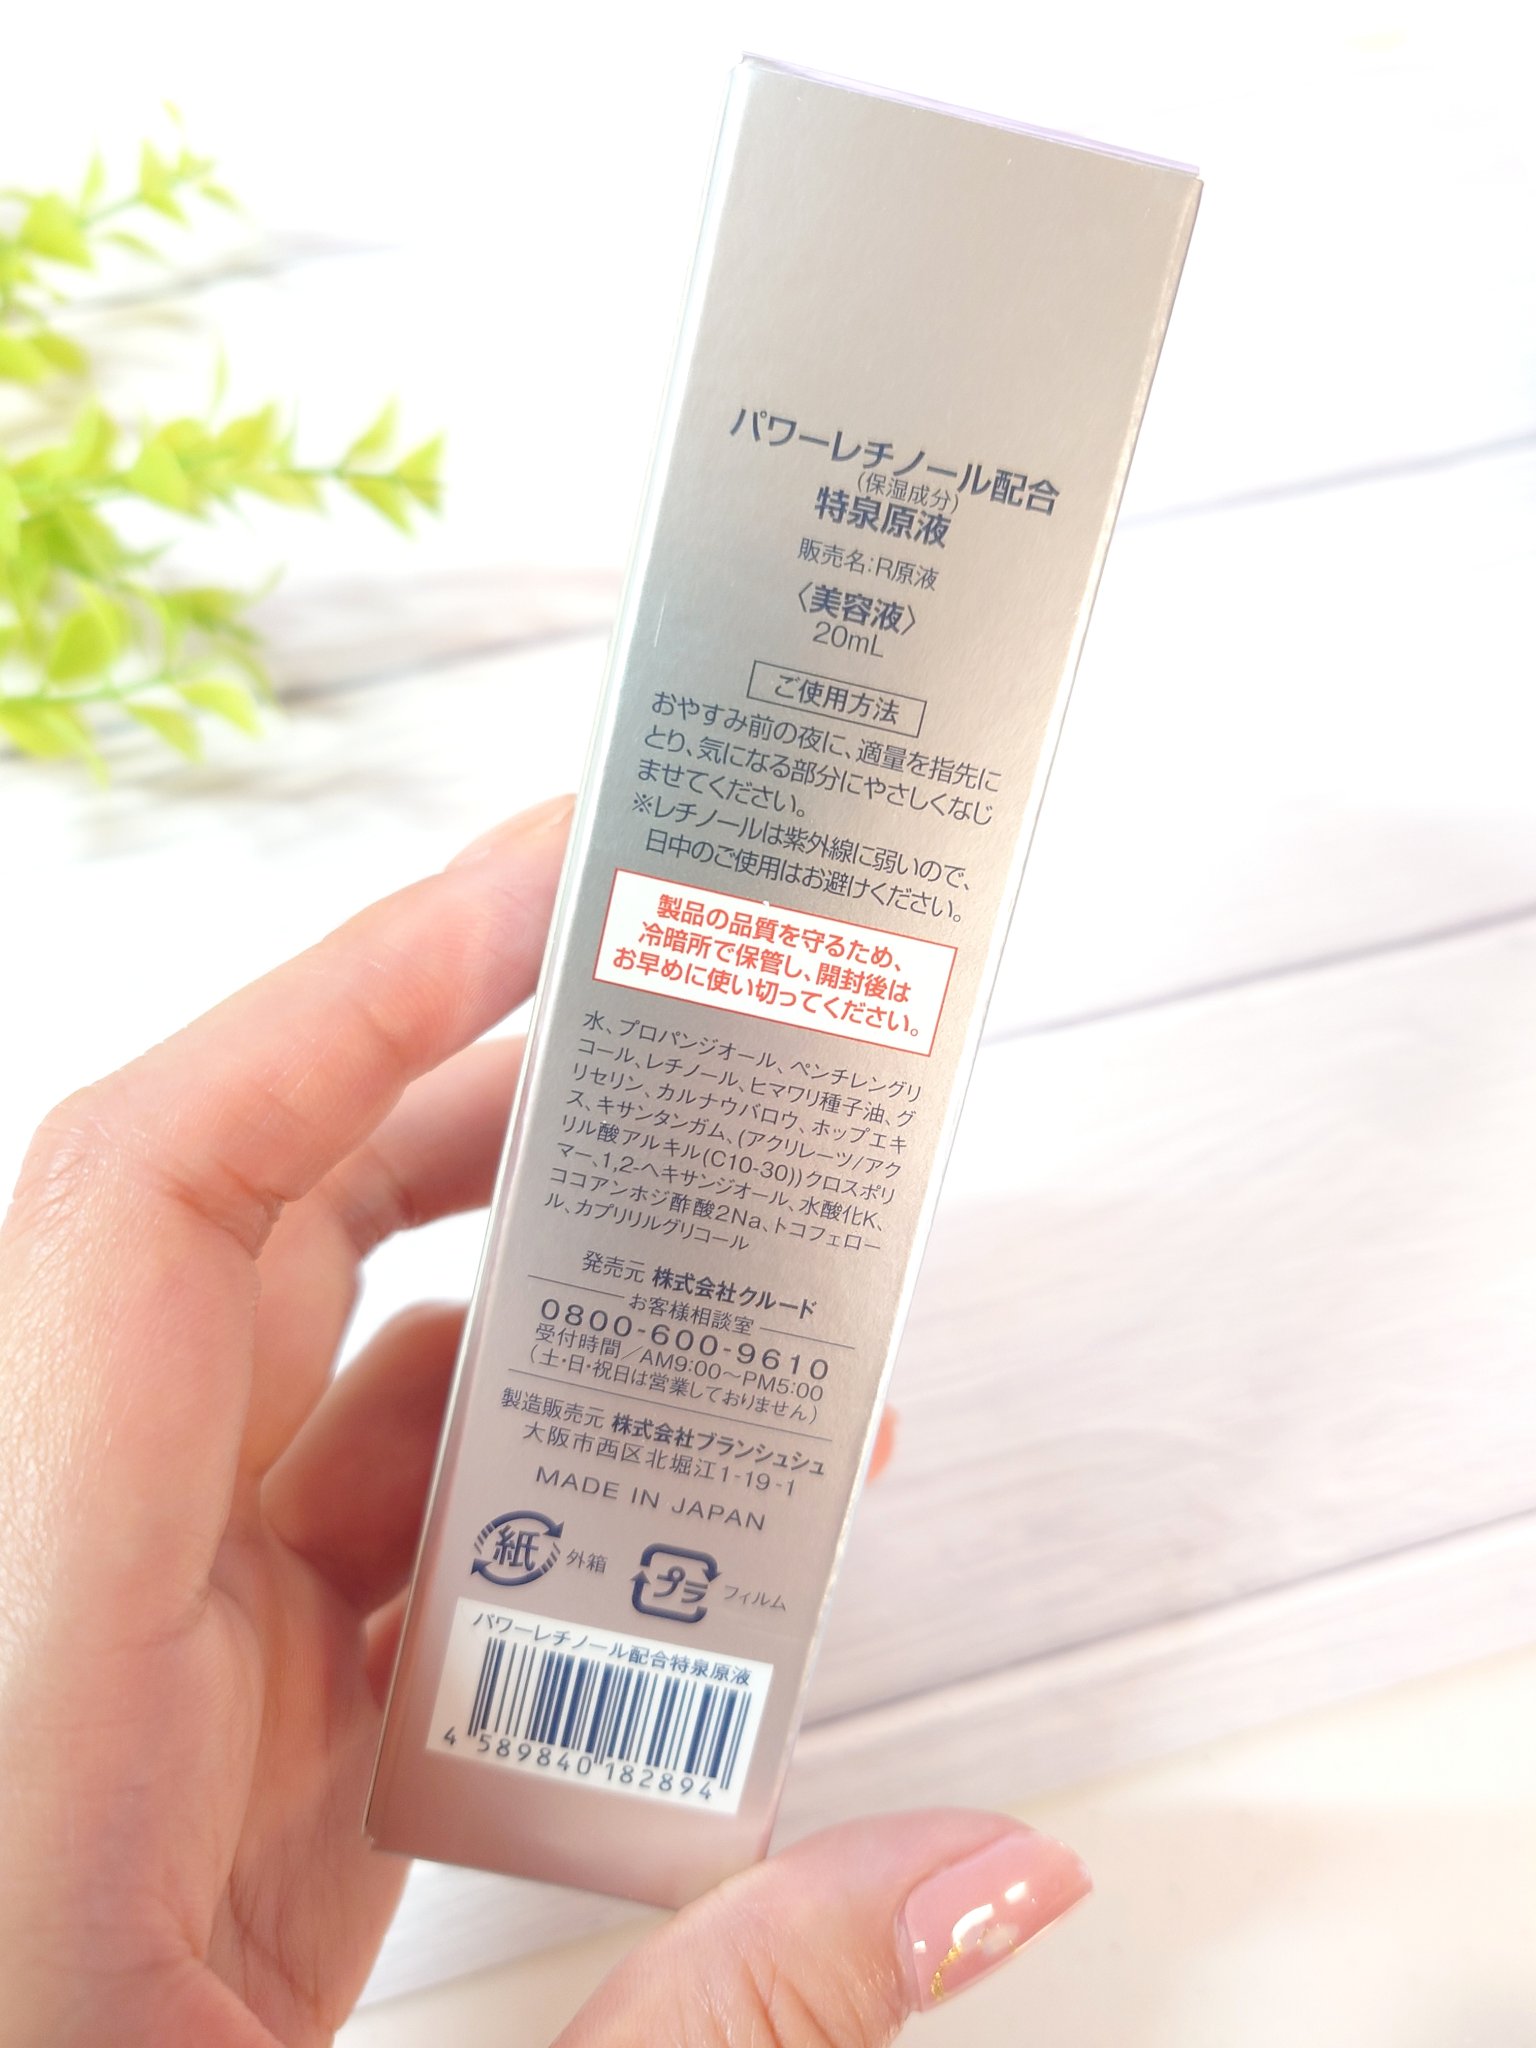 パワーレチノール配合
(保湿成分)
特泉原液
販売名:R原液
〈美容液〉
20mL
ご使用方法
おやすみ前の夜に、適量を指先に
とり、気になる部分にやさしくなじ
ませてください。
※レチノールは紫外線に弱いので、
日中のご使用はお避けください。
製品の品質を守るため、
冷暗所で保管し、開封後は
お早めに使い切ってください。
水、プロパンジオール、ペンチレングリ
コール、レチノール、ヒマワリ種子油、グ
リセリン、カルナウバロウ、ホップエキ
ス、キサンタンガム、(アクリレーツ/アク
リル酸アルキル(C10-30))クロスポリ
マー、1,2-ヘキサンジオール、水酸化K、
ココアンホジ酢酸2Na、トコフェロー
ル、カプリリルグリコール
発売元 株式会社クルード
お客様相談室
0800-600-9610
受付時間/AM9:00〜PM5:00
(土・日・祝日は営業しておりません)
製造販売元 株式会社ブランシュシュ
大阪市西区北堀江1-19-1
MADE IN JAPAN
紙 外箱 プラ フィルム
パワーレチノール配合特泉原液
4 589840 182894